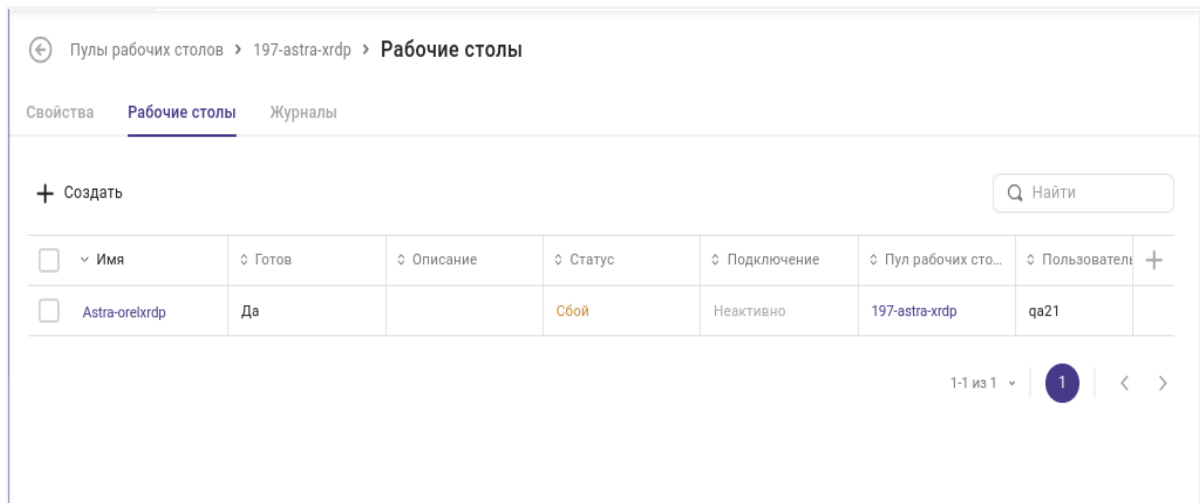 Пулы рабочих столов > 197-astra-xrdp > Рабочие столы
Свойства Рабочие столы Журналы
+ Создать
Найти
Имя Готов Описание Статус Подключение Пул рабочих сто... Пользователь +
Astra-orelxrdp Да Сбой Неактивно 197-astra-xrdp qa21
1-1 из 1 1